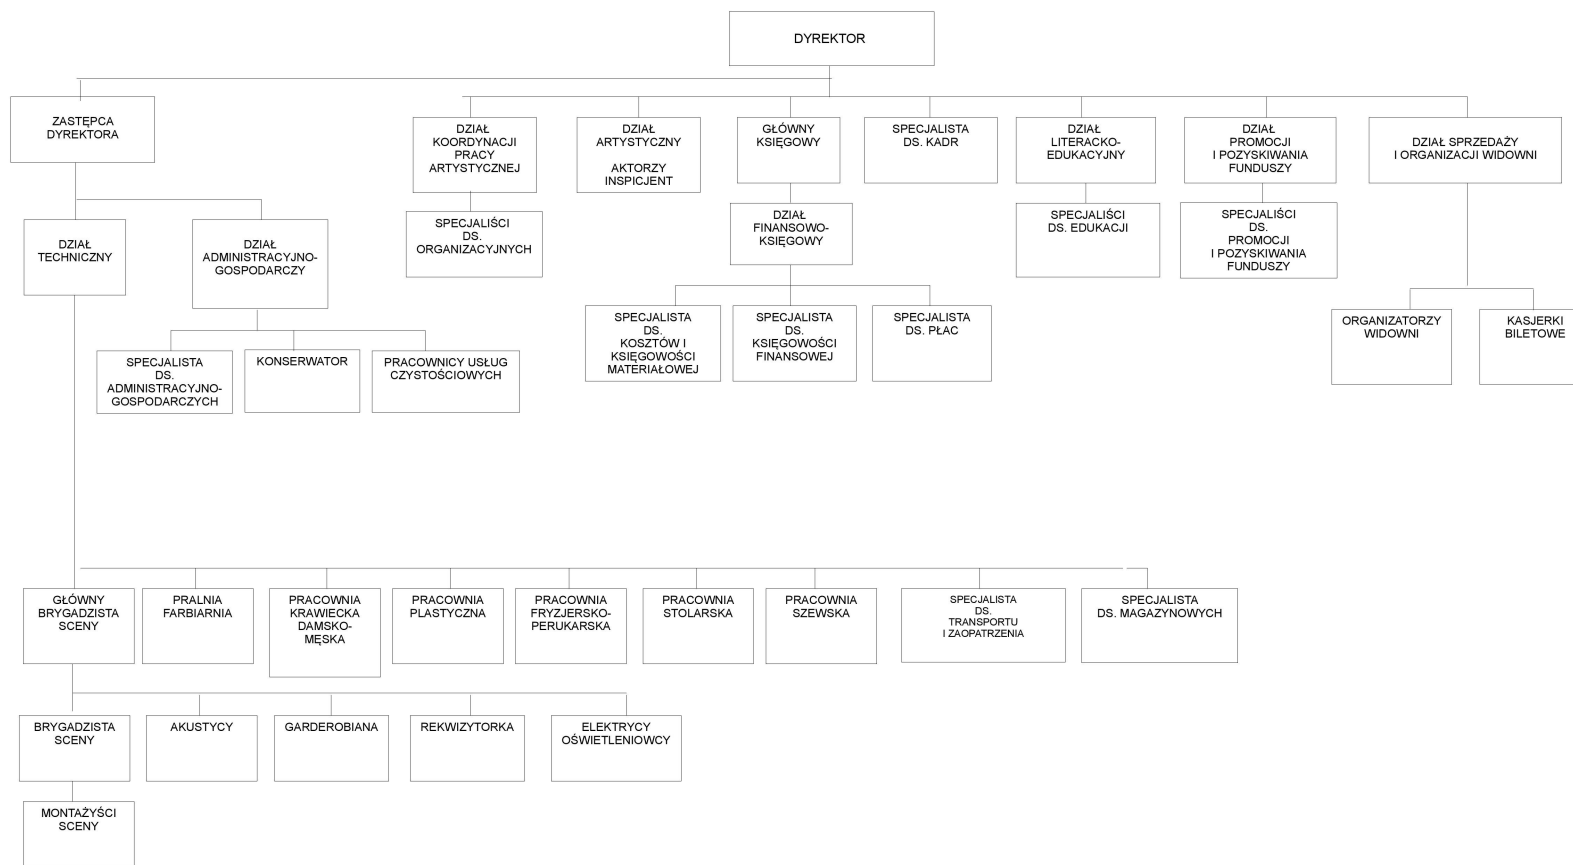 DYREKTOR
ZASTĘPCA
DYREKTORA
DZIAŁ
KOORDYNACJI
PRACY
ARTYSTYCZNEJ
DZIAŁ
ARTYSTYCZNY
AKTORZY
INSPICJENT
GŁÓWNY
KSIĘGOWY
SPECJALISTA
DS. KADR
DZIAŁ
LITERACKO-
EDUKACYJNY
DZIAŁ
PROMOCJI
I POZYSKIWANIA
FUNDUSZY
DZIAŁ SPRZEDAŻY
I ORGANIZACJI WIDOWNI
DZIAŁ
TECHNICZNY
DZIAŁ
ADMINISTRACYJNO-
GOSPODARCZY
SPECJALIŚCI
DS.
ORGANIZACYJNYCH
DZIAŁ
FINANSOWO-
KSIĘGOWY
SPECJALIŚCI
DS. EDUKACJI
SPECJALIŚCI
DS.
PROMOCJI
I POZYSKIWANIA
FUNDUSZY
SPECJALISTA
DS.
KOSZTÓW I
KSIĘGOWOŚCI
MATERIAŁOWEJ
SPECJALISTA
DS.
KSIĘGOWOŚCI
FINANSOWEJ
SPECJALISTA
DS. PŁAC
ORGANIZATORZY
WIDOWNI
KASJERKI
BILETOWE
SPECJALISTA
DS.
ADMINISTRACYJNO-
GOSPODARCZYCH
KONSERWATOR
PRACOWNICY USŁUG
CZYSTOŚCIOWYCH
GŁÓWNY
BRYGADZISTA
SCENY
PRALNIA
FARBIARNIA
PRACOWNIA
KRAWIECKA
DAMSKO-
MĘSKA
PRACOWNIA
PLASTYCZNA
PRACOWNIA
FRYZJERSKO-
PERUKARSKA
PRACOWNIA
STOLARSKA
PRACOWNIA
SZEWSKA
SPECJALISTA
DS.
TRANSPORTU
I ZAOPATRZENIA
SPECJALISTA
DS. MAGAZYNOWYCH
BRYGADZISTA
SCENY
AKUSTYCY
GARDEROBIANA
REKWIZYTORKA
ELEKTRYCY
OŚWIETLENIOWCY
MONTAŻYŚCI
SCENY